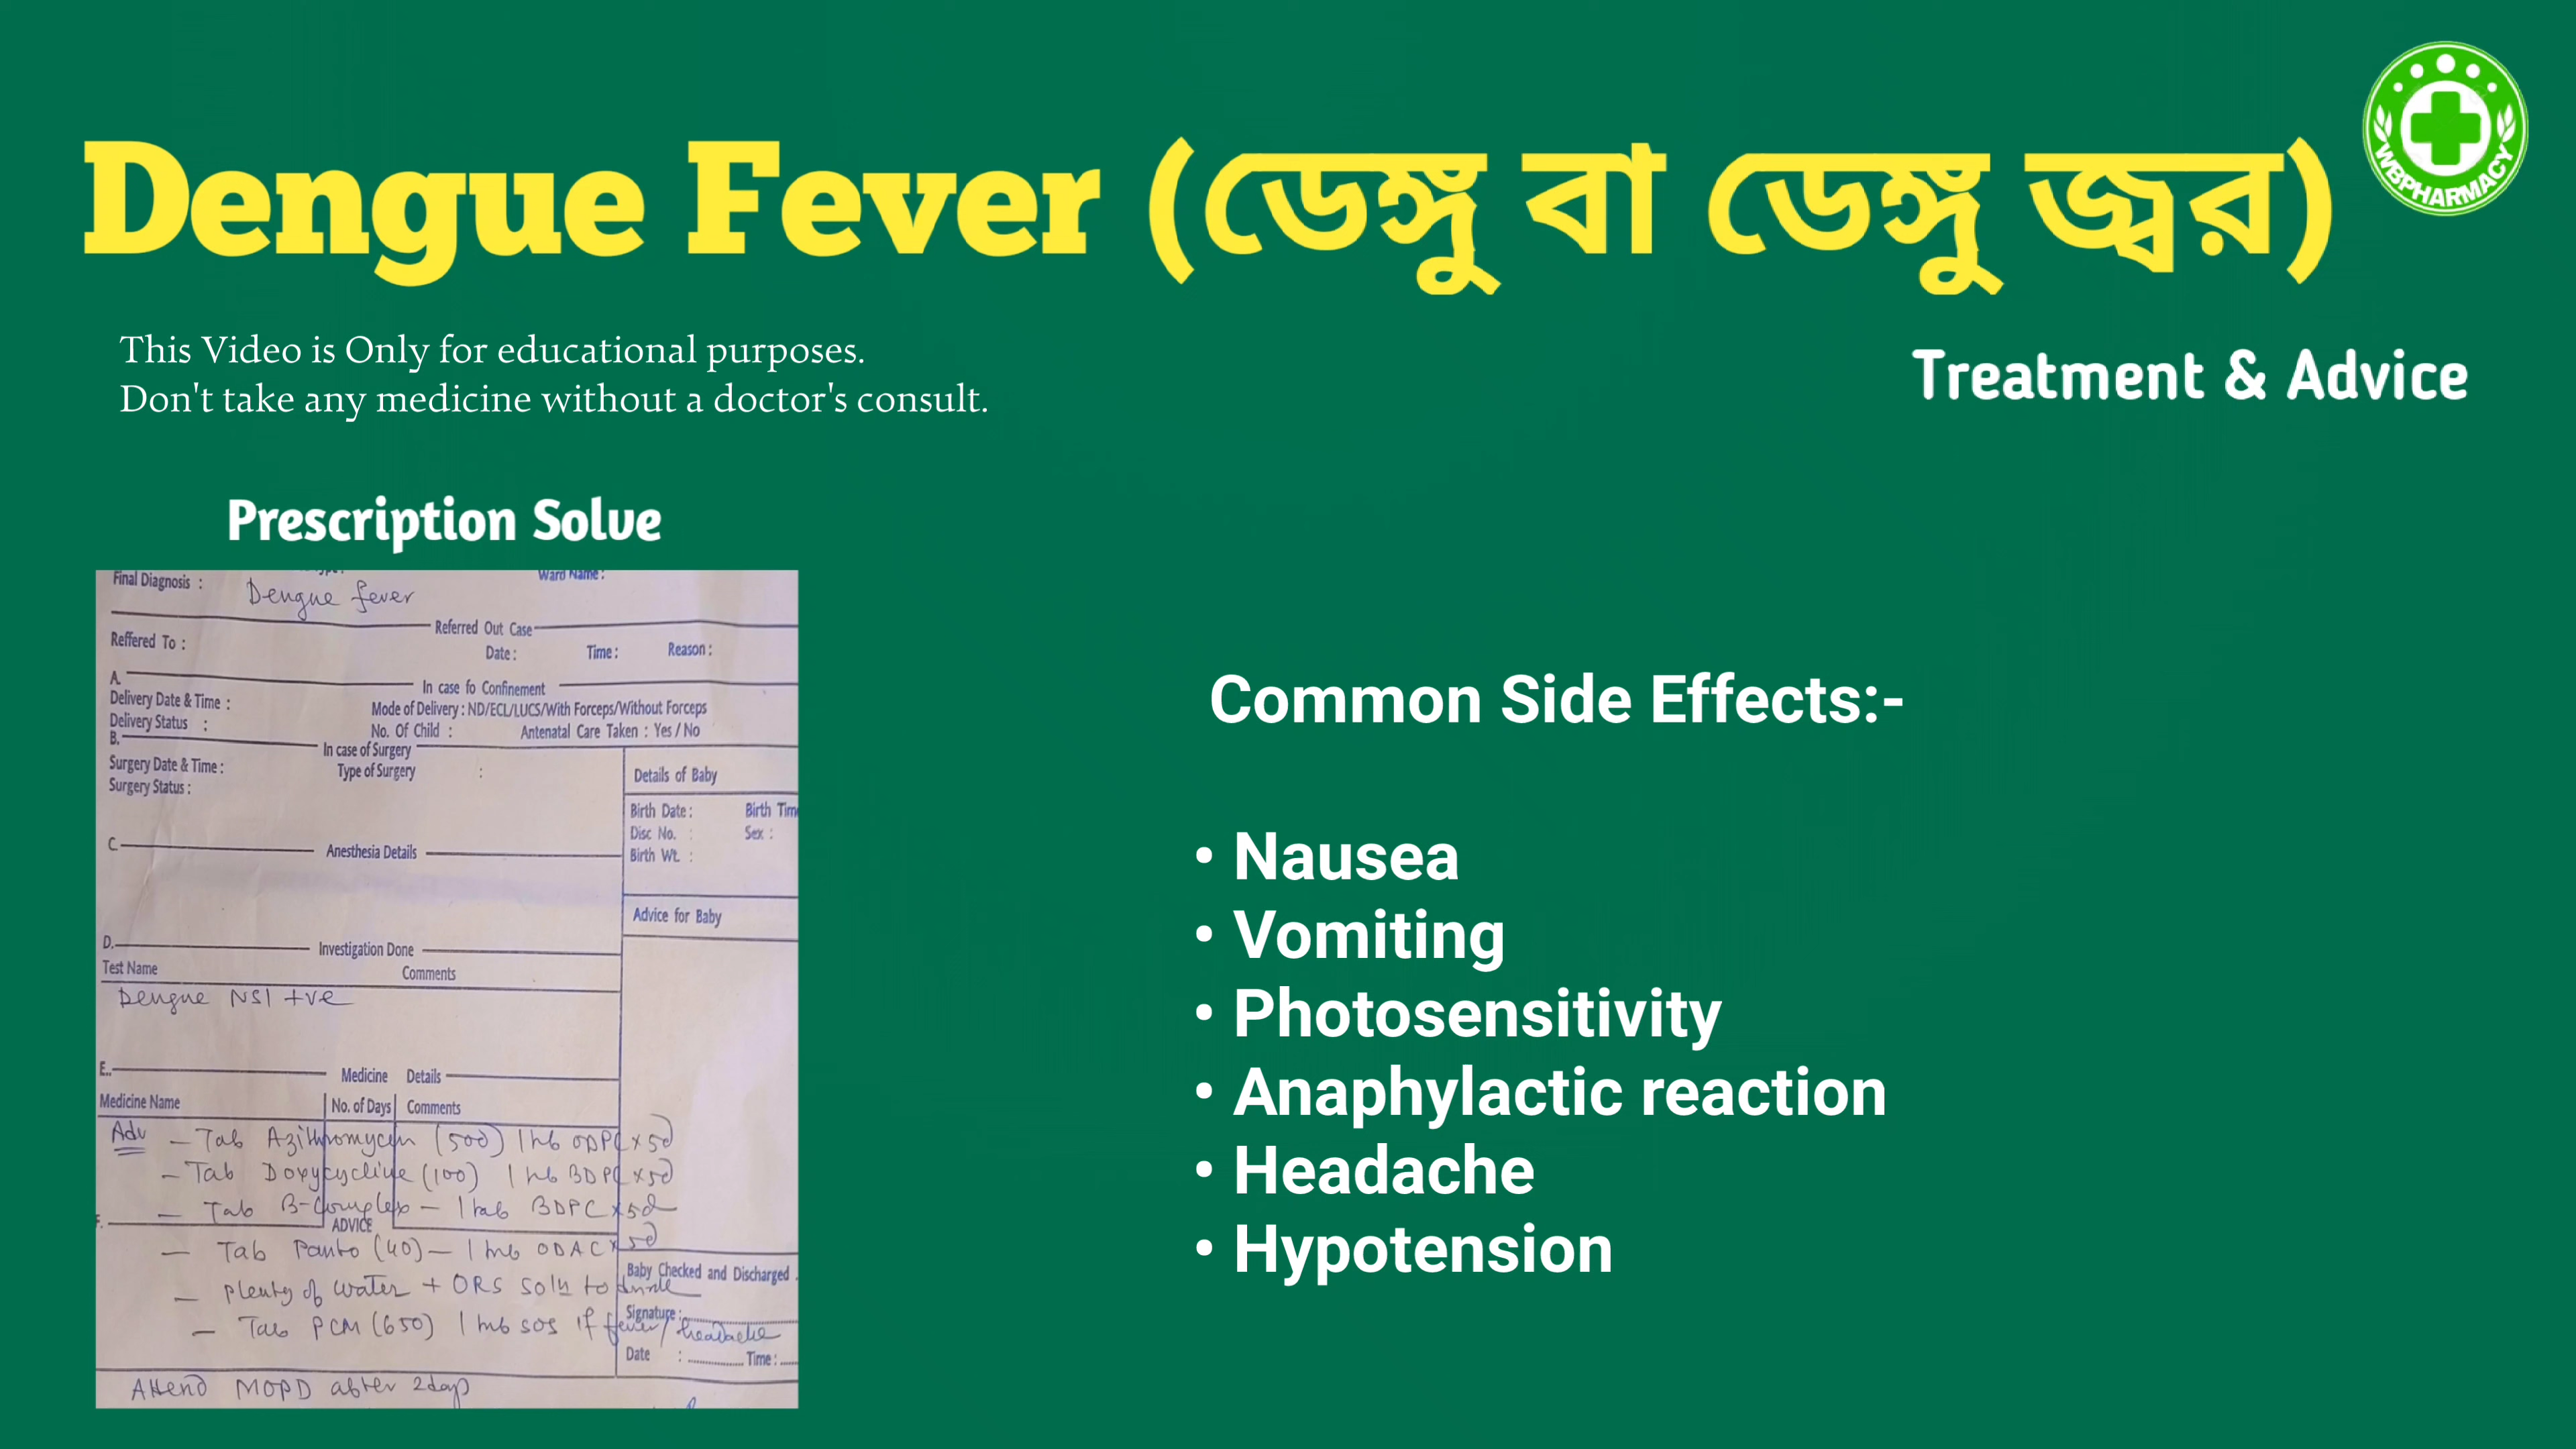 Dengue Fever (ডেঙ্গু বা ডেঙ্গু জ্বর)
WBPHARMACY
This Video is Only for educational purposes.
Don't take any medicine without a doctor's consult.
Treatment & Advice
Prescription Solve
Final Diagnosis :
Ward Name :
Dengue fever
Referred Out Case
Reffered To :
Date :
Time :
Reason :
A.
In case fo Confinement
Delivery Date & Time :
Mode of Delivery : ND/ECL/LUCS/With Forceps/Without Forceps
Delivery Status :
No. Of Child :
Antenatal Care Taken : Yes / No
B.
In case of Surgery
Surgery Date & Time :
Type of Surgery :
Surgery Status :
Details of Baby
Birth Date :
Birth Tim
Disc No. :
Sex :
Birth Wt. :
C.
Anesthesia Details
Advice for Baby
D.
Investigation Done
Test Name
Comments
Dengue NS1 +ve
E..
Medicine Details
Medicine Name
No. of Days
Comments
Adv — Tab Azithromycin (500) 1 tab ODPC x 5d
— Tab Doxycycline (100) 1 tab BDPC x 5d
— Tab B-Complex — 1 tab BDPC x 5d
F.
ADVICE
— Tab Panto (40) — 1 tab ODAC x 5d
— plenty of water + ORS soln to drink
— Tab PCM (650) 1 tab SOS if fever / headache
Baby Checked and Discharged
Signature :
Date :
Time :
Attend MOPD after 2 days
Common Side Effects:-
• Nausea
• Vomiting
• Photosensitivity
• Anaphylactic reaction
• Headache
• Hypotension